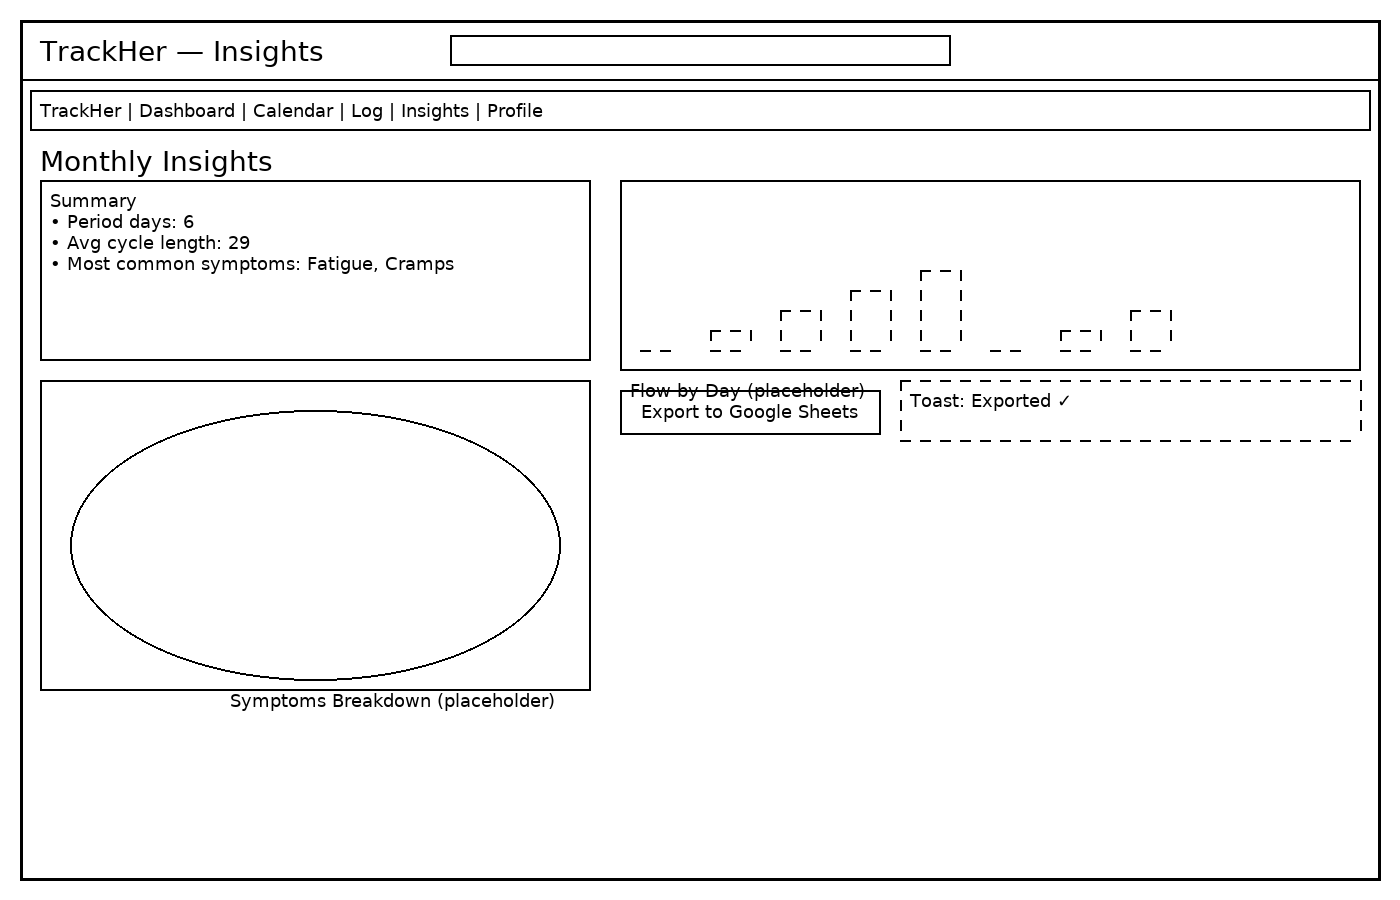 TrackHer — Insights
TrackHer | Dashboard | Calendar | Log | Insights | Profile
Monthly Insights
Summary
• Period days: 6
• Avg cycle length: 29
• Most common symptoms: Fatigue, Cramps
Flow by Day (placeholder)
Export to Google Sheets
Toast: Exported ✓
Symptoms Breakdown (placeholder)